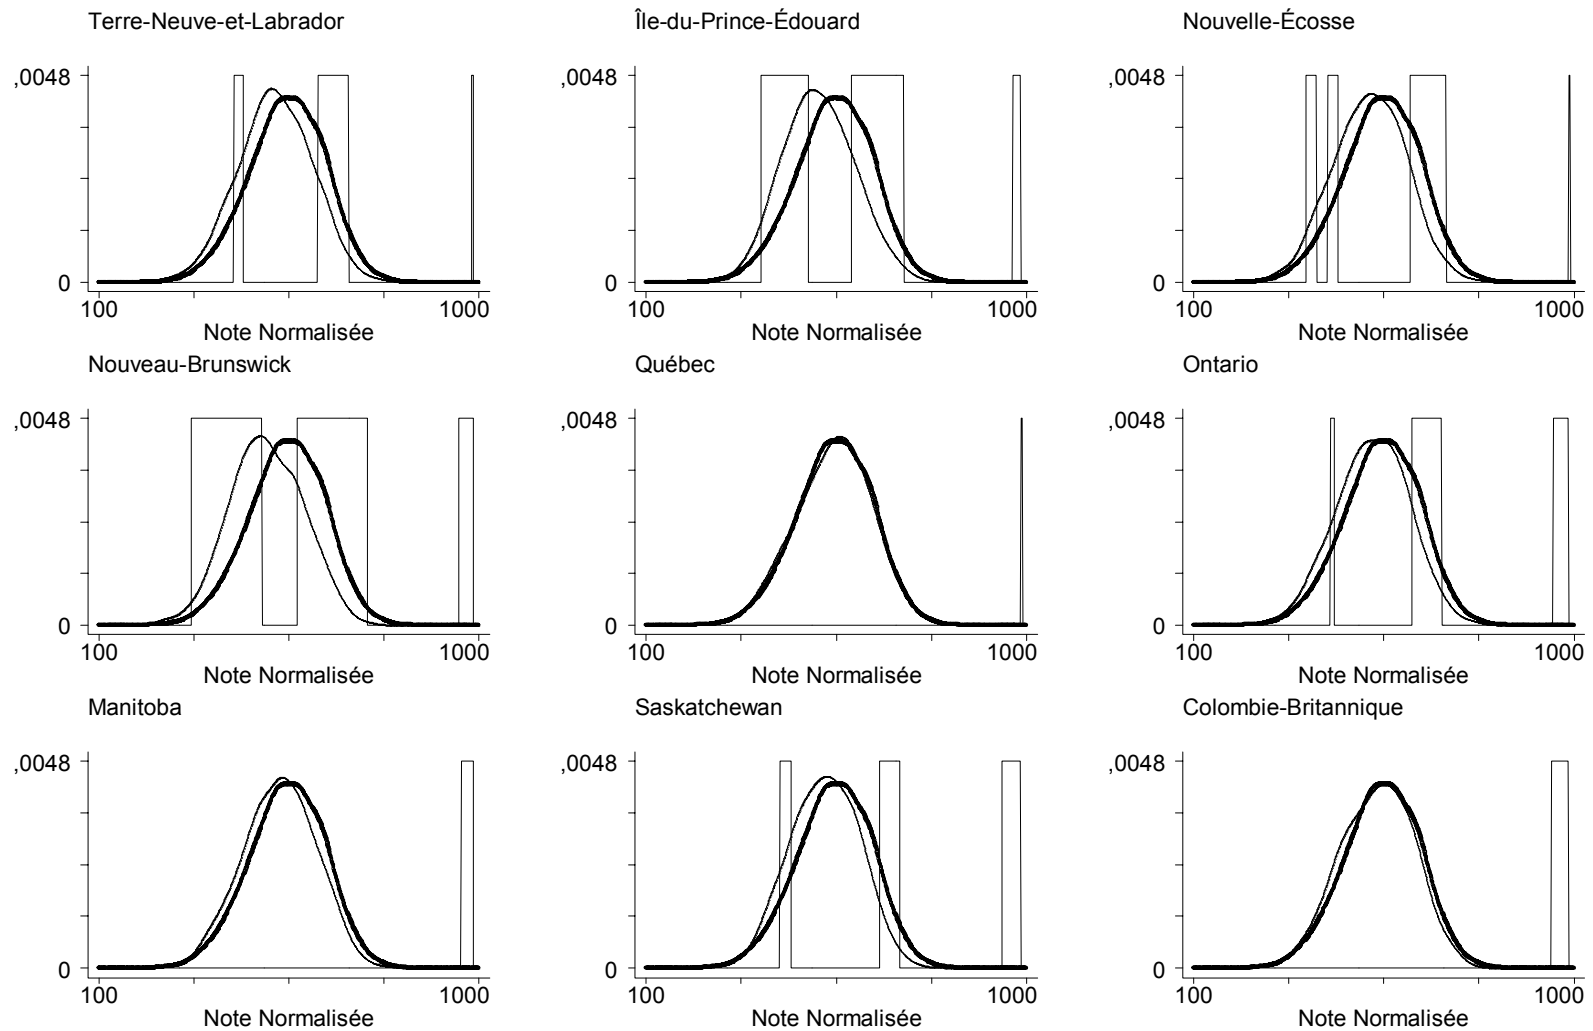 Terre-Neuve-et-Labrador
,0048
0
100
1000
Note Normalisée
Île-du-Prince-Édouard
,0048
0
100
1000
Note Normalisée
Nouvelle-Écosse
,0048
0
100
1000
Note Normalisée
Nouveau-Brunswick
,0048
0
100
1000
Note Normalisée
Québec
,0048
0
100
1000
Note Normalisée
Ontario
,0048
0
100
1000
Note Normalisée
Manitoba
,0048
0
100
1000
Note Normalisée
Saskatchewan
,0048
0
100
1000
Note Normalisée
Colombie-Britannique
,0048
0
100
1000
Note Normalisée